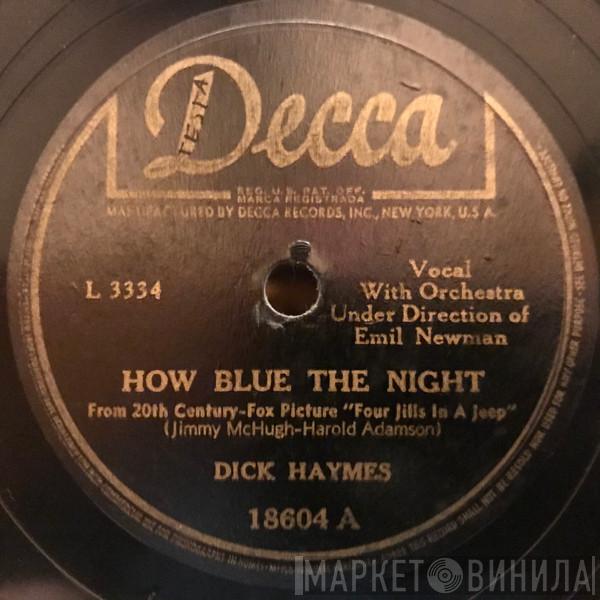 Decca
REG. U.S. PAT. OFF.
MARCA REGISTRADA
MANUFACTURED BY DECCA RECORDS, INC., NEW YORK, U.S.A.
L 3334
Vocal
With Orchestra
Under Direction of
Emil Newman
HOW BLUE THE NIGHT
From 20th Century-Fox Picture "Four Jills In A Jeep"
(Jimmy McHugh-Harold Adamson)
DICK HAYMES
18604 A
МАРКЕТ ВИНИЛА